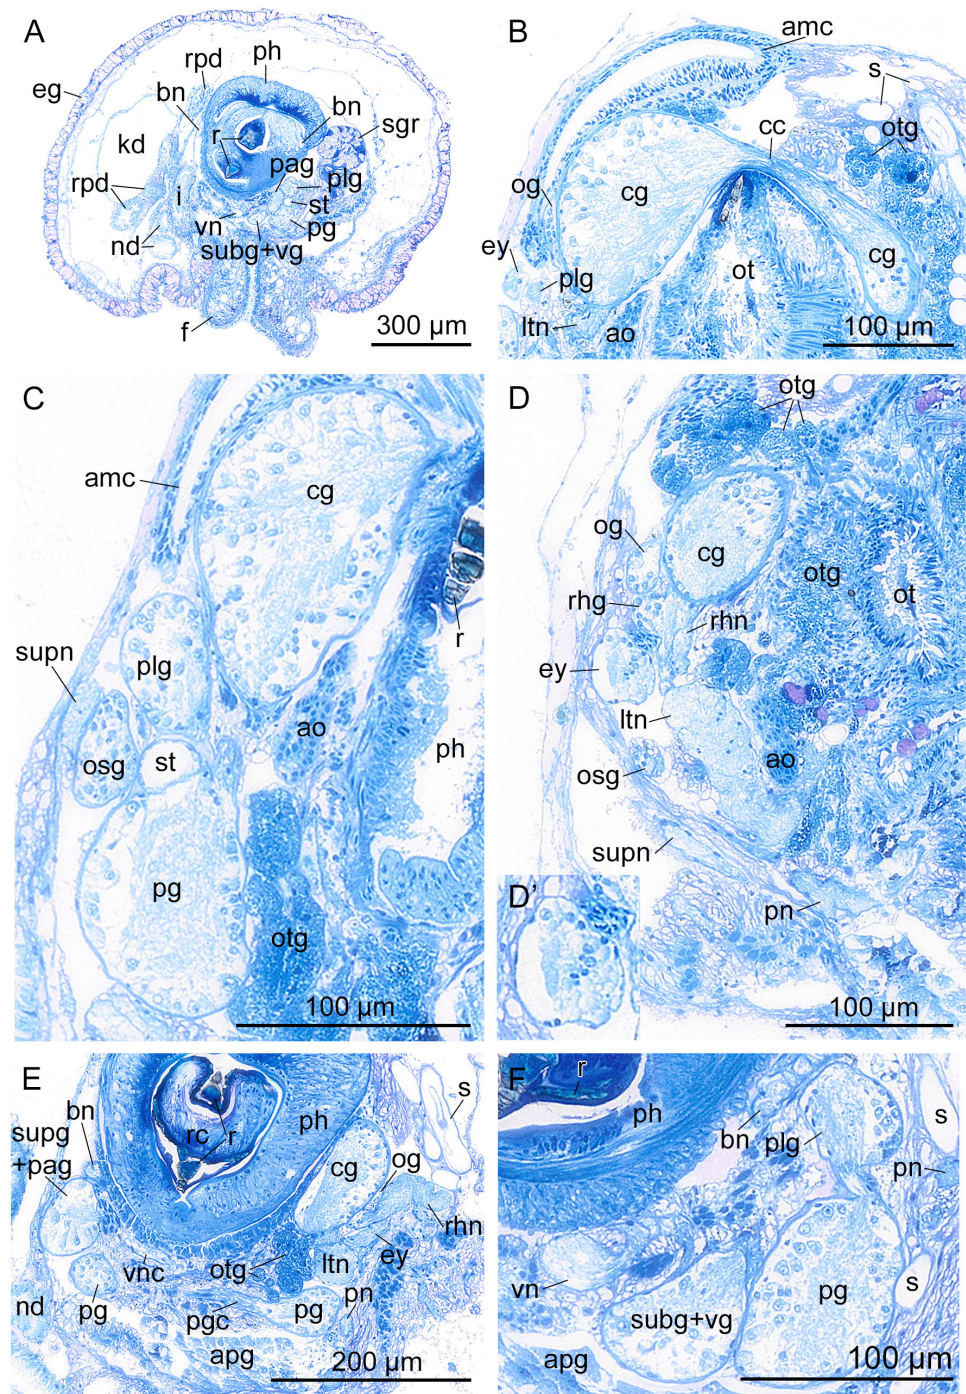 A
rpd
ph
eg
bn
bn
sgr
r
kd
pag
plg
rpd
i
st
vn
pg
nd
subg+vg
f
300 µm
B
amc
s
otg
cc
og
cg
ey
cg
plg
ot
ltn
ao
100 µm
C
amc
cg
r
supn
plg
ao
ph
osg
st
pg
otg
100 µm
D
otg
og
cg
otg
ot
rhg
rhn
ey
ltn
ao
osg
supn
D'
pn
100 µm
E
bn
s
supg
+pag
rc
r
ph
cg
og
rhn
ey
vnc
otg
ltn
pn
nd
pg
pgc
pg
apg
200 µm
F
r
ph
bn
plg
s
pn
vn
s
subg+vg
pg
apg
100 µm